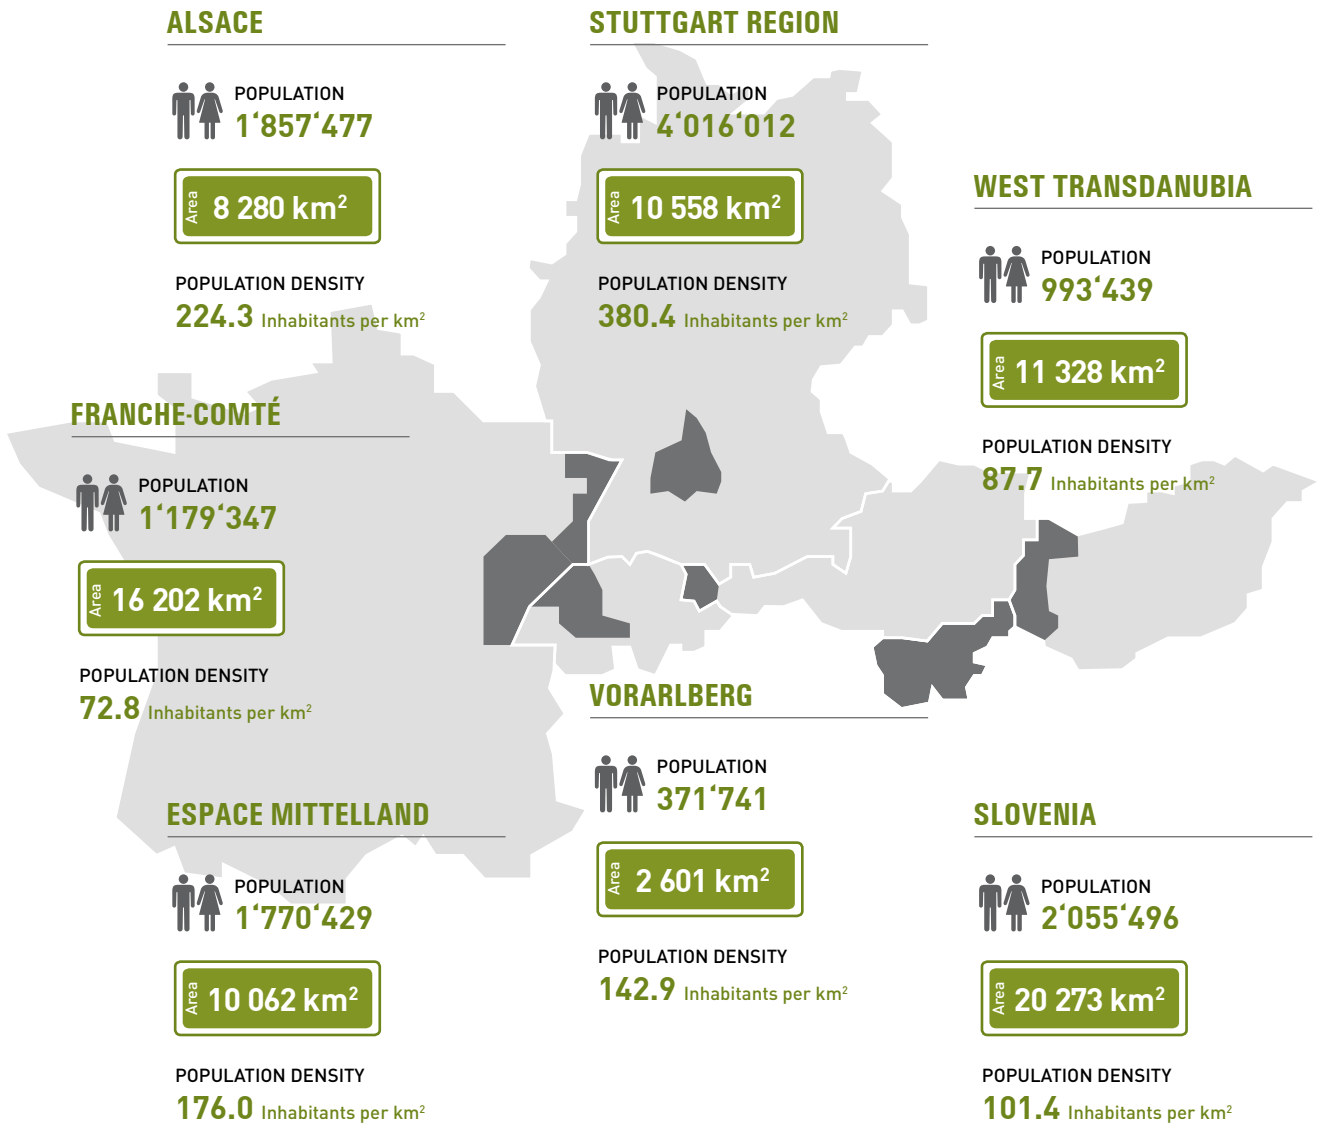 ALSACE
POPULATION
1‘857‘477
Area
8 280 km²
POPULATION DENSITY
224.3 Inhabitants per km²
STUTTGART REGION
POPULATION
4‘016‘012
Area
10 558 km²
POPULATION DENSITY
380.4 Inhabitants per km²
WEST TRANSDANUBIA
POPULATION
993‘439
Area
11 328 km²
POPULATION DENSITY
87.7 Inhabitants per km²
FRANCHE-COMTÉ
POPULATION
1‘179‘347
Area
16 202 km²
POPULATION DENSITY
72.8 Inhabitants per km²
VORARLBERG
POPULATION
371‘741
Area
2 601 km²
POPULATION DENSITY
142.9 Inhabitants per km²
ESPACE MITTELLAND
POPULATION
1‘770‘429
Area
10 062 km²
POPULATION DENSITY
176.0 Inhabitants per km²
SLOVENIA
POPULATION
2‘055‘496
Area
20 273 km²
POPULATION DENSITY
101.4 Inhabitants per km²